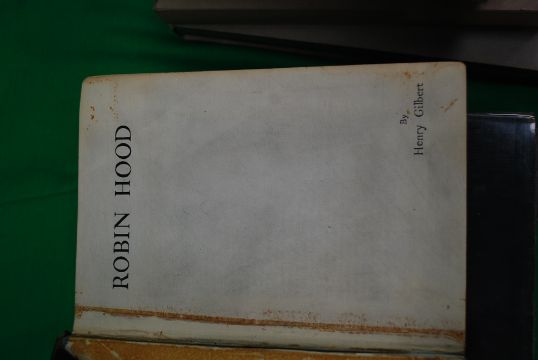 ROBIN HOOD
By
Henry Gilbert